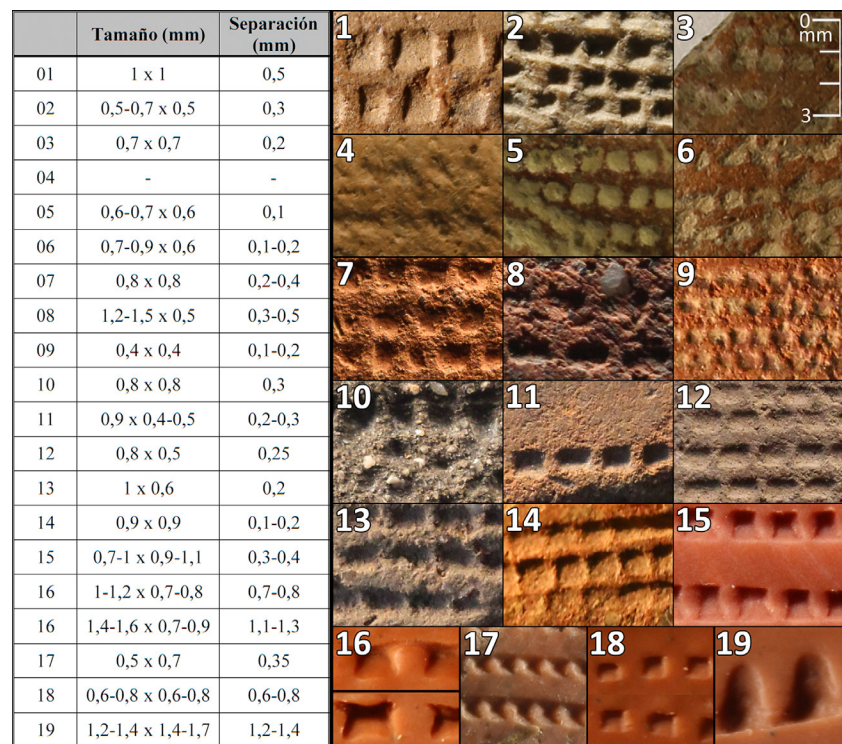 Tamaño (mm) Separación (mm)
01 1 x 1 0,5
02 0,5-0,7 x 0,5 0,3
03 0,7 x 0,7 0,2
04 - -
05 0,6-0,7 x 0,6 0,1
06 0,7-0,9 x 0,6 0,1-0,2
07 0,8 x 0,8 0,2-0,4
08 1,2-1,5 x 0,5 0,3-0,5
09 0,4 x 0,4 0,1-0,2
10 0,8 x 0,8 0,3
11 0,9 x 0,4-0,5 0,2-0,3
12 0,8 x 0,5 0,25
13 1 x 0,6 0,2
14 0,9 x 0,9 0,1-0,2
15 0,7-1 x 0,9-1,1 0,3-0,4
16 1-1,2 x 0,7-0,8 0,7-0,8
16 1,4-1,6 x 0,7-0,9 1,1-1,3
17 0,5 x 0,7 0,35
18 0,6-0,8 x 0,6-0,8 0,6-0,8
19 1,2-1,4 x 1,4-1,7 1,2-1,4
1 2 3 0
mm
3
4 5 6
7 8 9
10 11 12
13 14 15
16 17 18 19